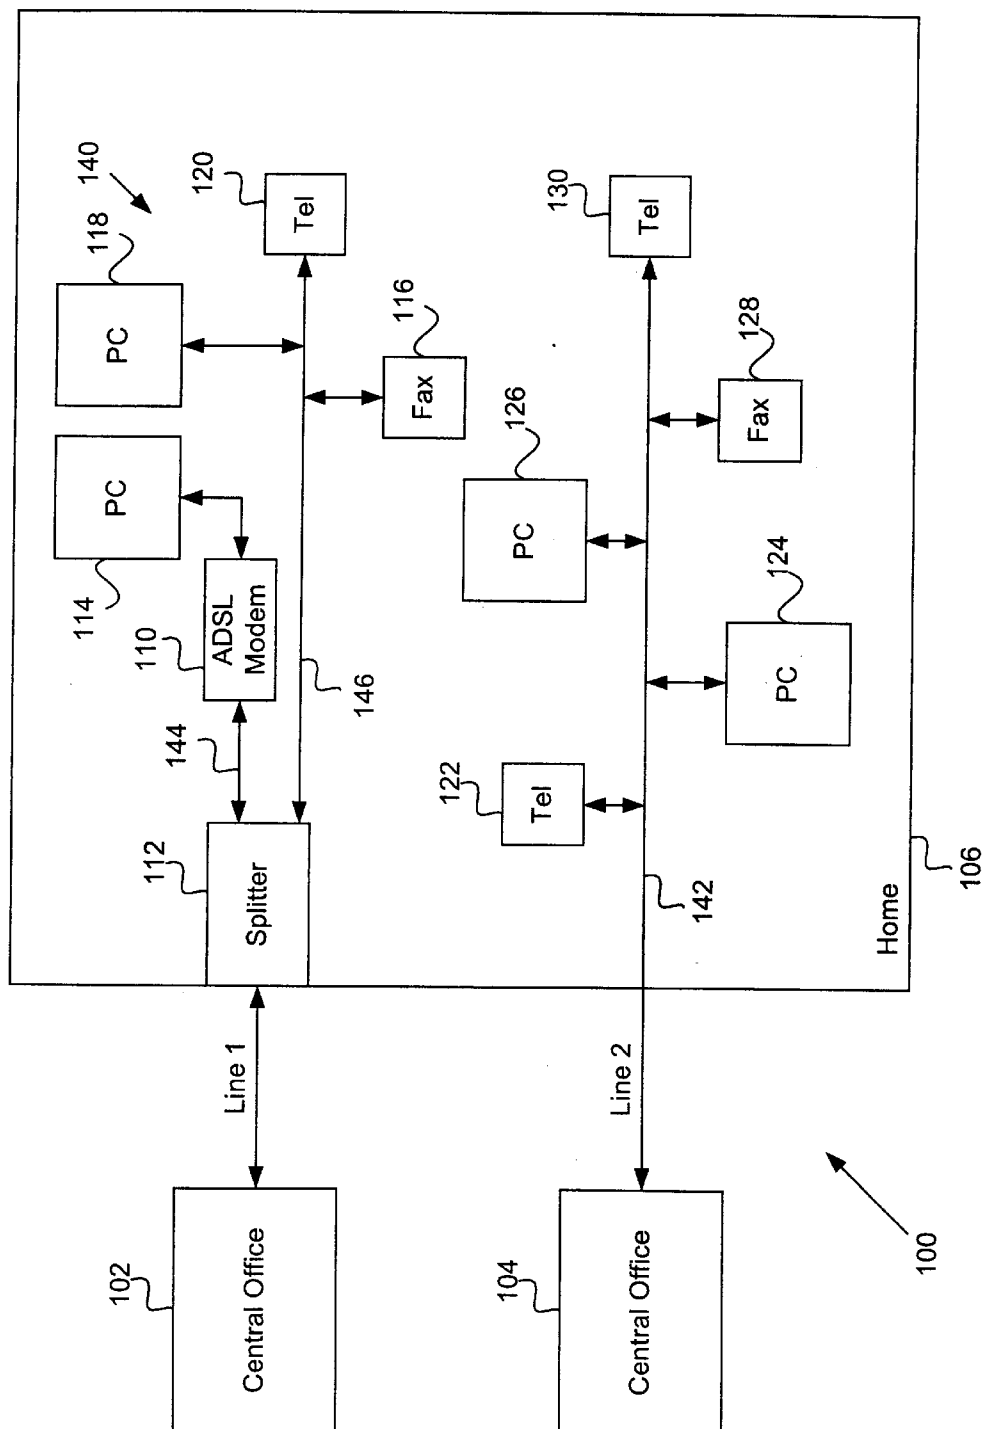 140
118
PC
120
Tel
PC
114
116
Fax
110
ADSL
Modem
144
146
112
Splitter
Line 1
102
Central Office
130
Tel
126
PC
128
Fax
124
PC
122
Tel
142
Line 2
104
Central Office
Home
106
100